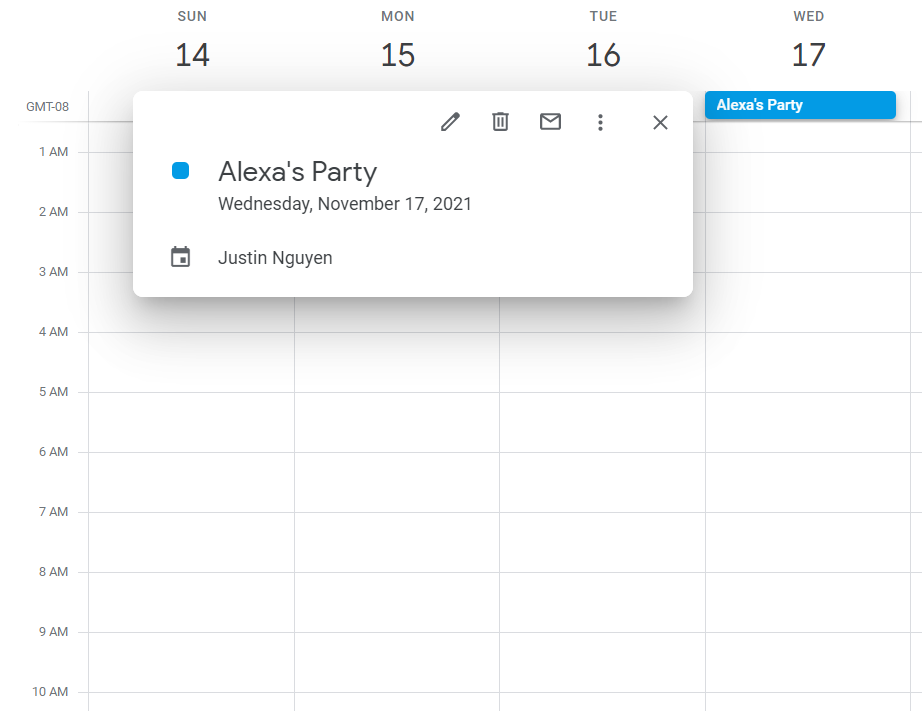 SUN MON TUE WED
14 15 16 17
GMT-08
Alexa's Party
Alexa's Party
Wednesday, November 17, 2021
Justin Nguyen
1 AM
2 AM
3 AM
4 AM
5 AM
6 AM
7 AM
8 AM
9 AM
10 AM